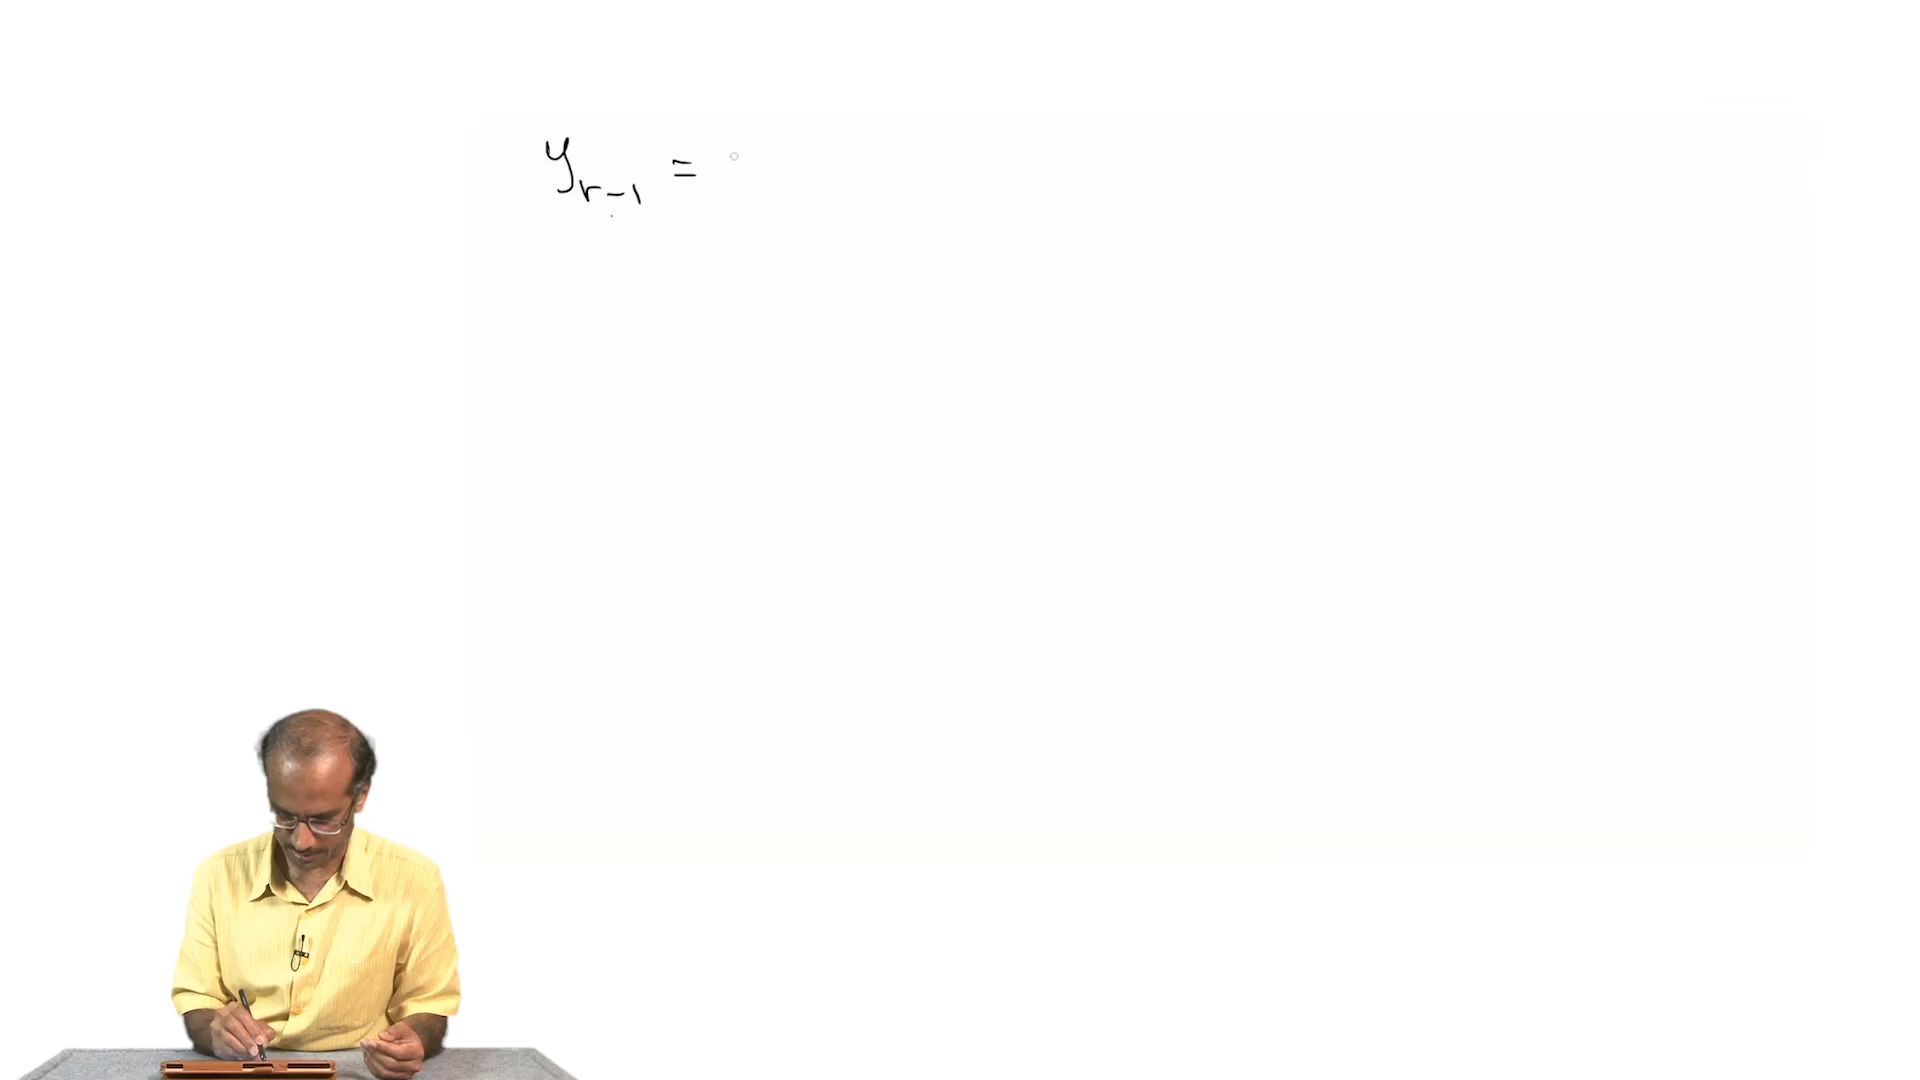 y_{r-1} =